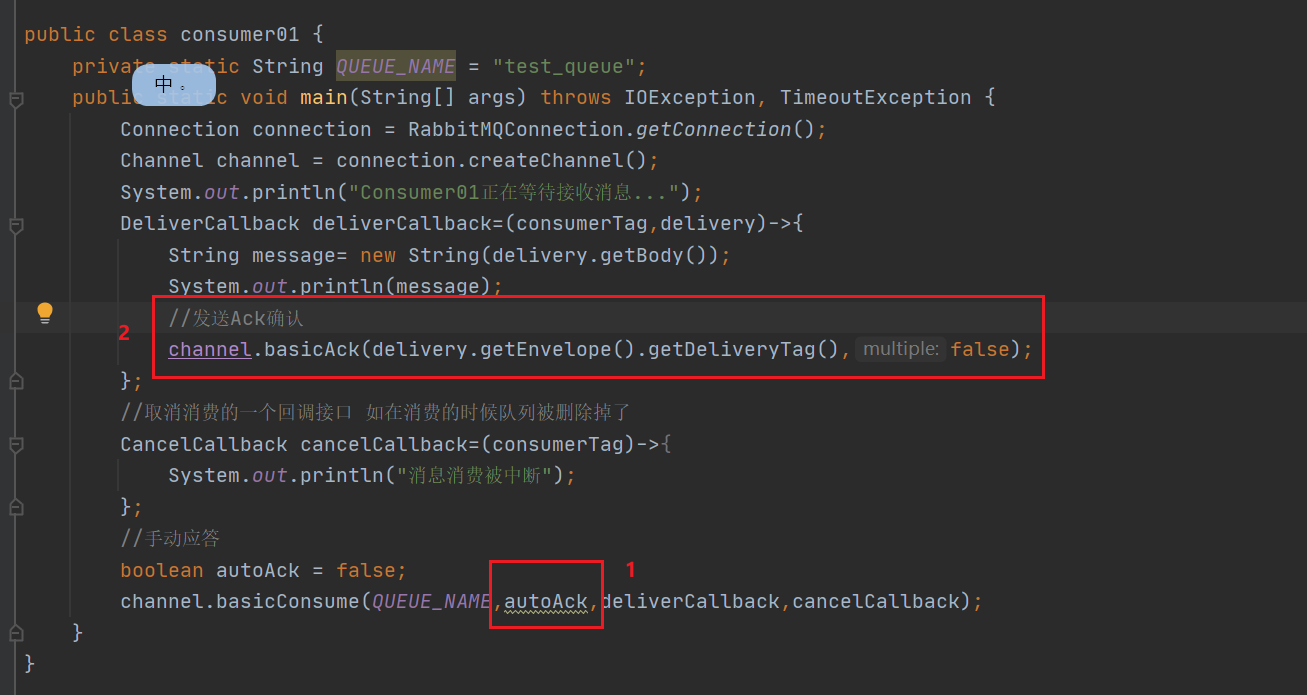 public class consumer01 {
private static String QUEUE_NAME = "test_queue";
中 。
public static void main(String[] args) throws IOException, TimeoutException {
Connection connection = RabbitMQConnection.getConnection();
Channel channel = connection.createChannel();
System.out.println("Consumer01正在等待接收消息...");
DeliverCallback deliverCallback=(consumerTag,delivery)->{
String message= new String(delivery.getBody());
System.out.println(message);
//发送Ack确认
2
channel.basicAck(delivery.getEnvelope().getDeliveryTag(), multiple: false);
};
//取消消费的一个回调接口 如在消费的时候队列被删除掉了
CancelCallback cancelCallback=(consumerTag)->{
System.out.println("消息消费被中断");
};
//手动应答
boolean autoAck = false;
1
channel.basicConsume(QUEUE_NAME,autoAck,deliverCallback,cancelCallback);
}
}